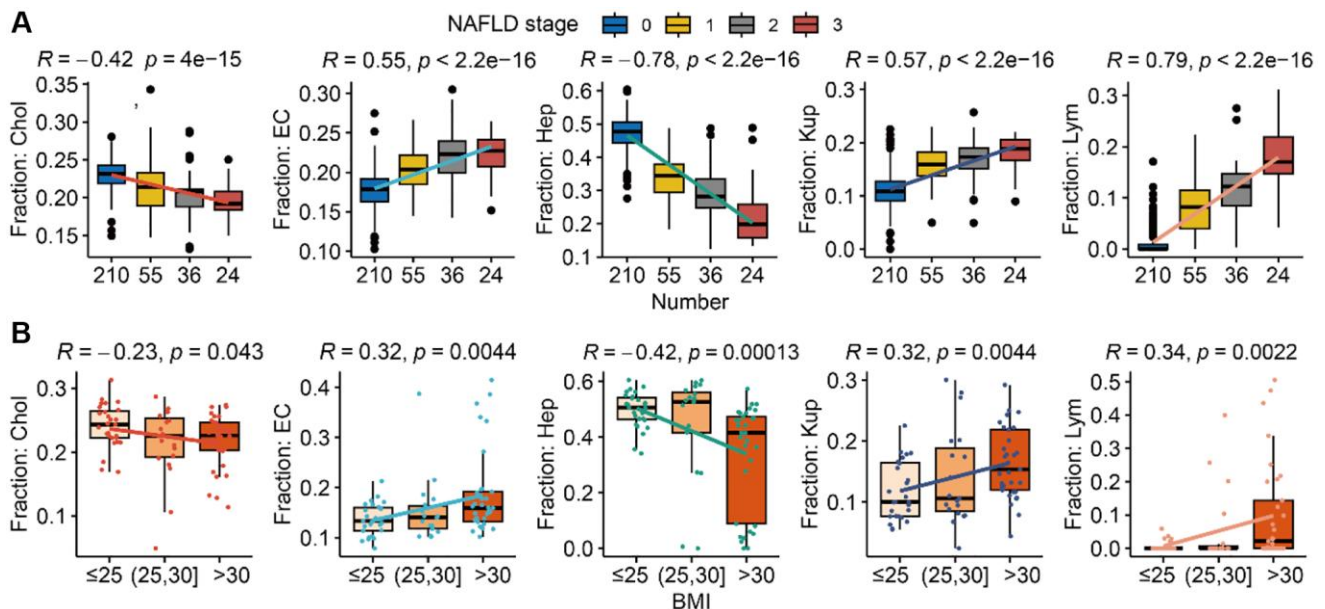 A
NAFLD stage 0 1 2 3
R = −0.42 p = 4e−15
R = 0.55, p < 2.2e−16
R = −0.78, p < 2.2e−16
R = 0.57, p < 2.2e−16
R = 0.79, p < 2.2e−16
Fraction: Chol
0.35
0.30
0.25
0.20
0.15
,
210 55 36 24
Fraction: EC
0.30
0.25
0.20
0.15
0.10
210 55 36 24
Fraction: Hep
0.6
0.5
0.4
0.3
0.2
0.1
210 55 36 24
Fraction: Kup
0.3
0.2
0.1
0.0
210 55 36 24
Fraction: Lym
0.3
0.2
0.1
0.0
210 55 36 24
Number
B
R = −0.23, p = 0.043
R = 0.32, p = 0.0044
R = −0.42, p = 0.00013
R = 0.32, p = 0.0044
R = 0.34, p = 0.0022
Fraction: Chol
0.3
0.2
0.1
≤25 (25,30] >30
Fraction: EC
0.4
0.3
0.2
0.1
≤25 (25,30] >30
Fraction: Hep
0.6
0.4
0.2
0.0
≤25 (25,30] >30
Fraction: Kup
0.3
0.2
0.1
≤25 (25,30] >30
Fraction: Lym
0.5
0.4
0.3
0.2
0.1
0.0
≤25 (25,30] >30
BMI